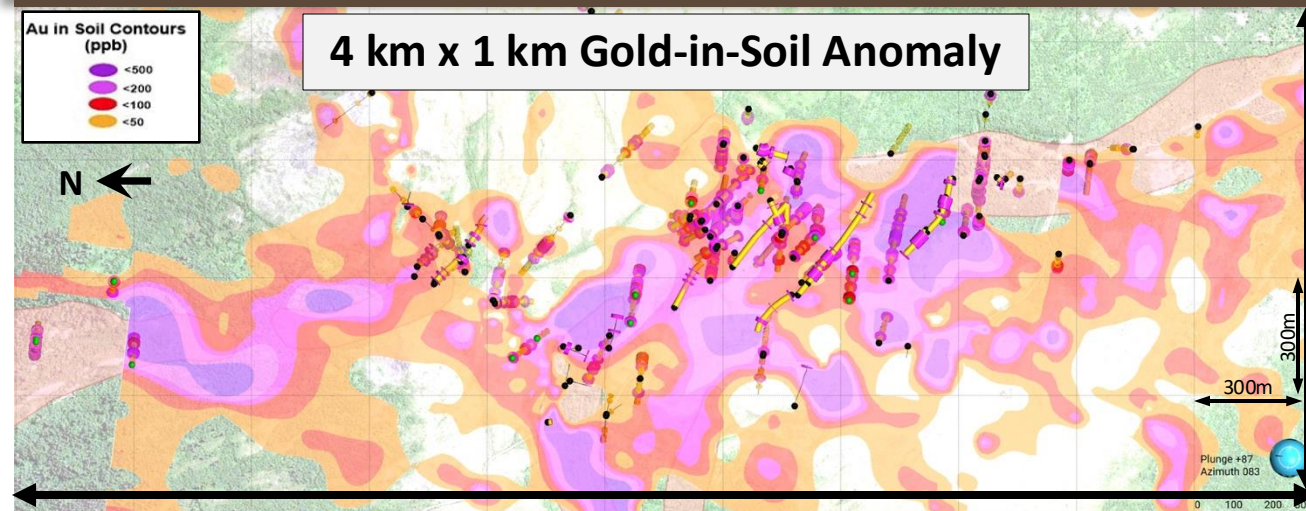 Au in Soil Contours
(ppb)
<500
<200
<100
<50
4 km x 1 km Gold-in-Soil Anomaly
N
300m
300m
Plunge +87
Azimuth 083
0 100 200